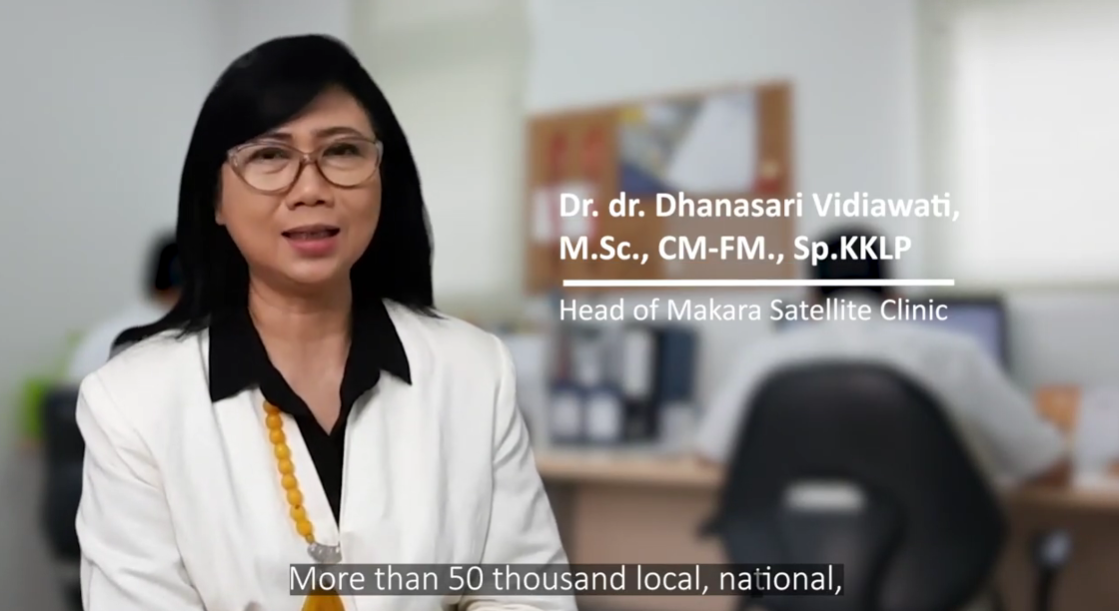 Dr. dr. Dhanasari Vidiawati,
M.Sc., CM-FM., Sp.KKLP
Head of Makara Satellite Clinic
More than 50 thousand local, national,